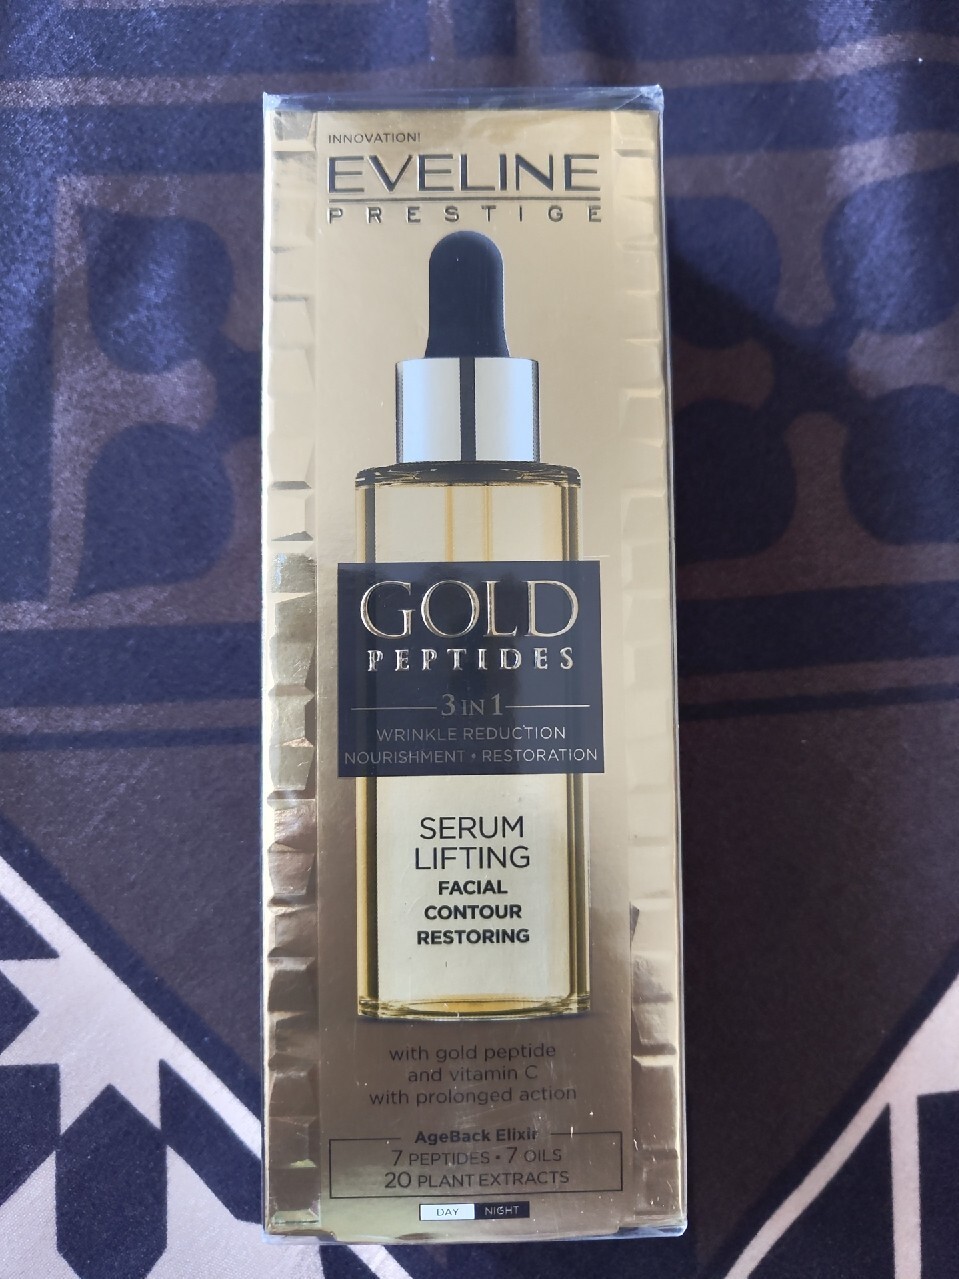 INNOVATION!
EVELINE
PRESTIGE
GOLD
PEPTIDES
3 IN 1
WRINKLE REDUCTION
NOURISHMENT • RESTORATION
SERUM
LIFTING
FACIAL
CONTOUR
RESTORING
with gold peptide
and vitamin C
with prolonged action
AgeBack Elixir
7 PEPTIDES • 7 OILS
20 PLANT EXTRACTS
DAY NIGHT